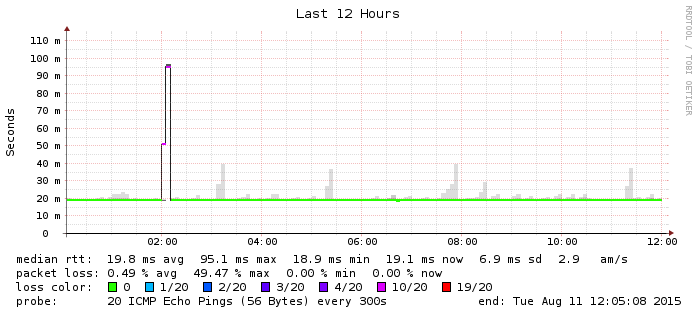 Last 12 Hours
RRDTOOL / TOBI OETIKER
Seconds
110 m
100 m
90 m
80 m
70 m
60 m
50 m
40 m
30 m
20 m
10 m
0
02:00 04:00 06:00 08:00 10:00 12:00
median rtt: 19.8 ms avg 95.1 ms max 18.9 ms min 19.1 ms now 6.9 ms sd 2.9 am/s
packet loss: 0.49 % avg 49.47 % max 0.00 % min 0.00 % now
loss color: 0 1/20 2/20 3/20 4/20 10/20 19/20
probe: 20 ICMP Echo Pings (56 Bytes) every 300s end: Tue Aug 11 12:05:08 2015